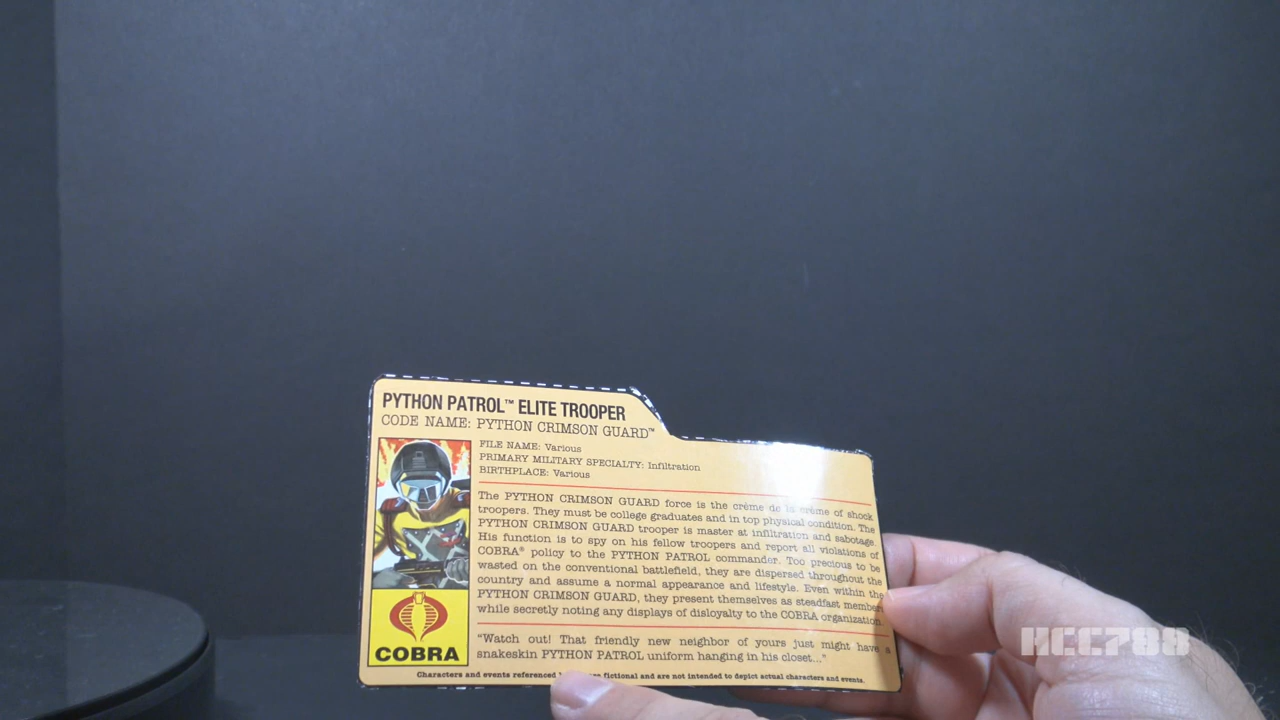 PYTHON PATROL™ ELITE TROOPER
CODE NAME: PYTHON CRIMSON GUARD™
FILE NAME: Various
PRIMARY MILITARY SPECIALTY: Infiltration
BIRTHPLACE: Various
The PYTHON CRIMSON GUARD force is the crème de la crème of shock
troopers. They must be college graduates and in top physical condition. The
PYTHON CRIMSON GUARD trooper is master at infiltration and sabotage.
His function is to spy on his fellow troopers and report all violations of
COBRA® policy to the PYTHON PATROL commander. Too precious to be
wasted on the conventional battlefield, they are dispersed throughout the
country and assume a normal appearance and lifestyle. Even within the
PYTHON CRIMSON GUARD, they present themselves as steadfast members
while secretly noting any displays of disloyalty to the COBRA organization.
"Watch out! That friendly new neighbor of yours just might have a
snakeskin PYTHON PATROL uniform hanging in his closet..."
COBRA
Characters and events referenced are fictional and are not intended to depict actual characters and events.
HCC788